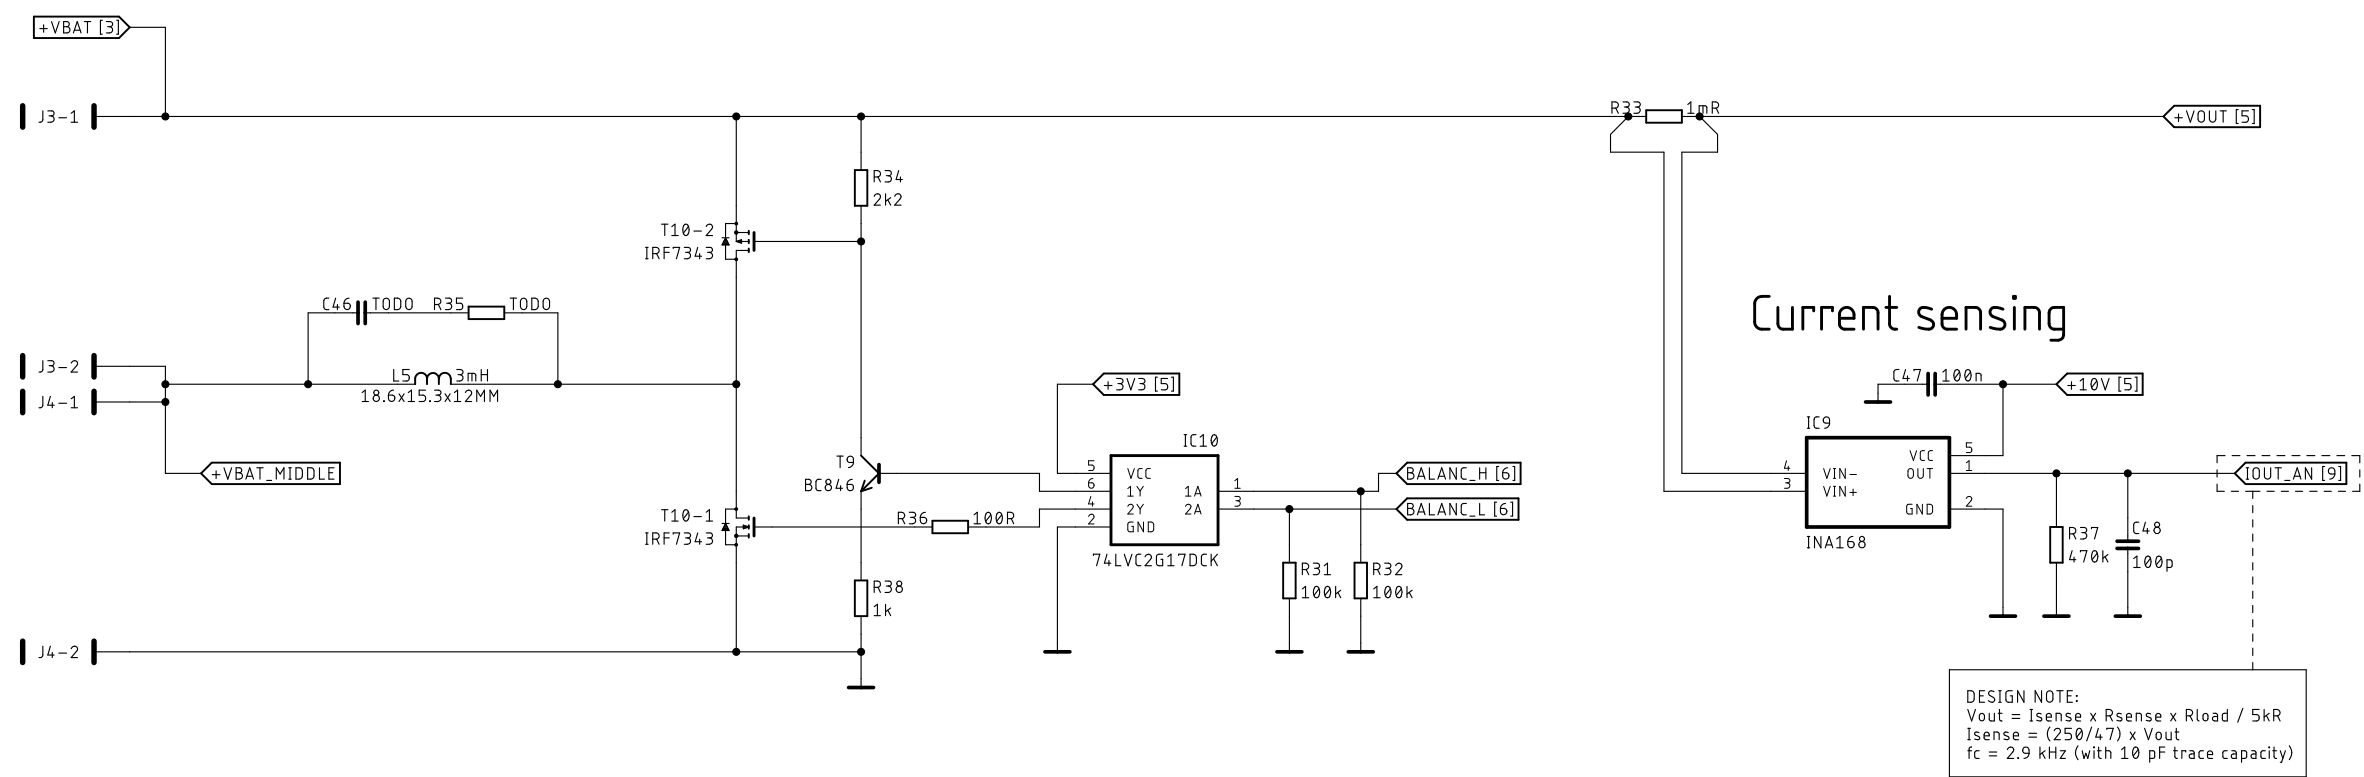 +VBAT [3]
J3-1
R33
1mR
+VOUT [5]
R34
2k2
T10-2
IRF7343
C46
TODO
R35
TODO
Current sensing
J3-2
L5
3mH
18.6x15.3x12MM
J4-1
+3V3 [5]
C47
100n
+10V [5]
+VBAT_MIDDLE
T9
BC846
IC10
5
VCC
6
1Y
1A
1
4
2Y
2A
3
2
GND
74LVC2G17DCK
BALANC_H [6]
BALANC_L [6]
IC9
VCC
5
4
VIN-
OUT
1
3
VIN+
GND
2
INA168
IOUT_AN [9]
T10-1
IRF7343
R36
100R
R31
100k
R32
100k
R37
470k
C48
100p
R38
1k
J4-2
DESIGN NOTE:
Vout = Isense x Rsense x Rload / 5kR
Isense = (250/47) x Vout
fc = 2.9 kHz (with 10 pF trace capacity)